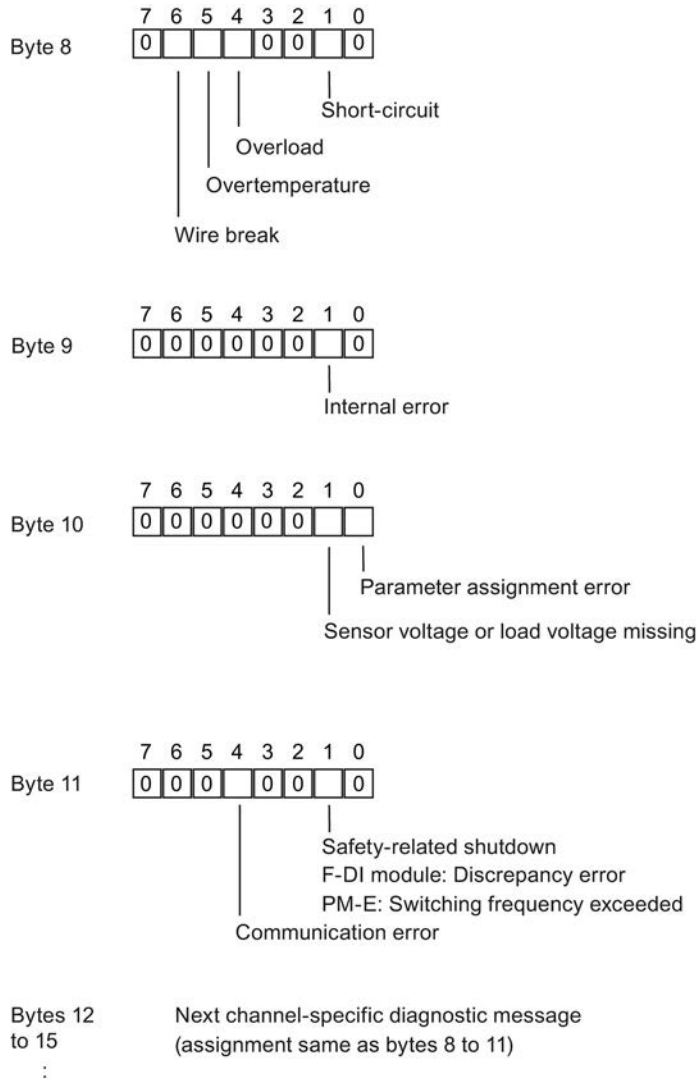 7 6 5 4 3 2 1 0
Byte 8
0 0 0 0
Short-circuit
Overload
Overtemperature
Wire break
7 6 5 4 3 2 1 0
Byte 9
0 0 0 0 0 0 0
Internal error
7 6 5 4 3 2 1 0
Byte 10
0 0 0 0 0 0
Parameter assignment error
Sensor voltage or load voltage missing
7 6 5 4 3 2 1 0
Byte 11
0 0 0 0 0 0
Safety-related shutdown
F-DI module: Discrepancy error
PM-E: Switching frequency exceeded
Communication error
Bytes 12
to 15
:
Next channel-specific diagnostic message
(assignment same as bytes 8 to 11)